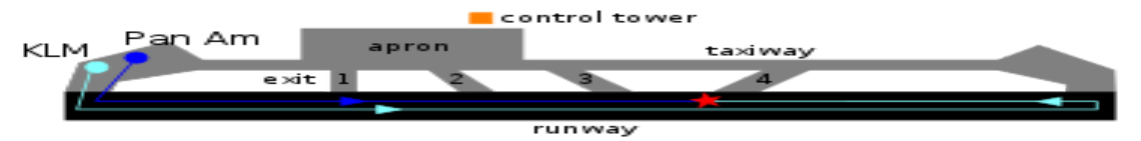 control tower
Pan Am
KLM
apron
taxiway
exit 1 2 3 4
runway